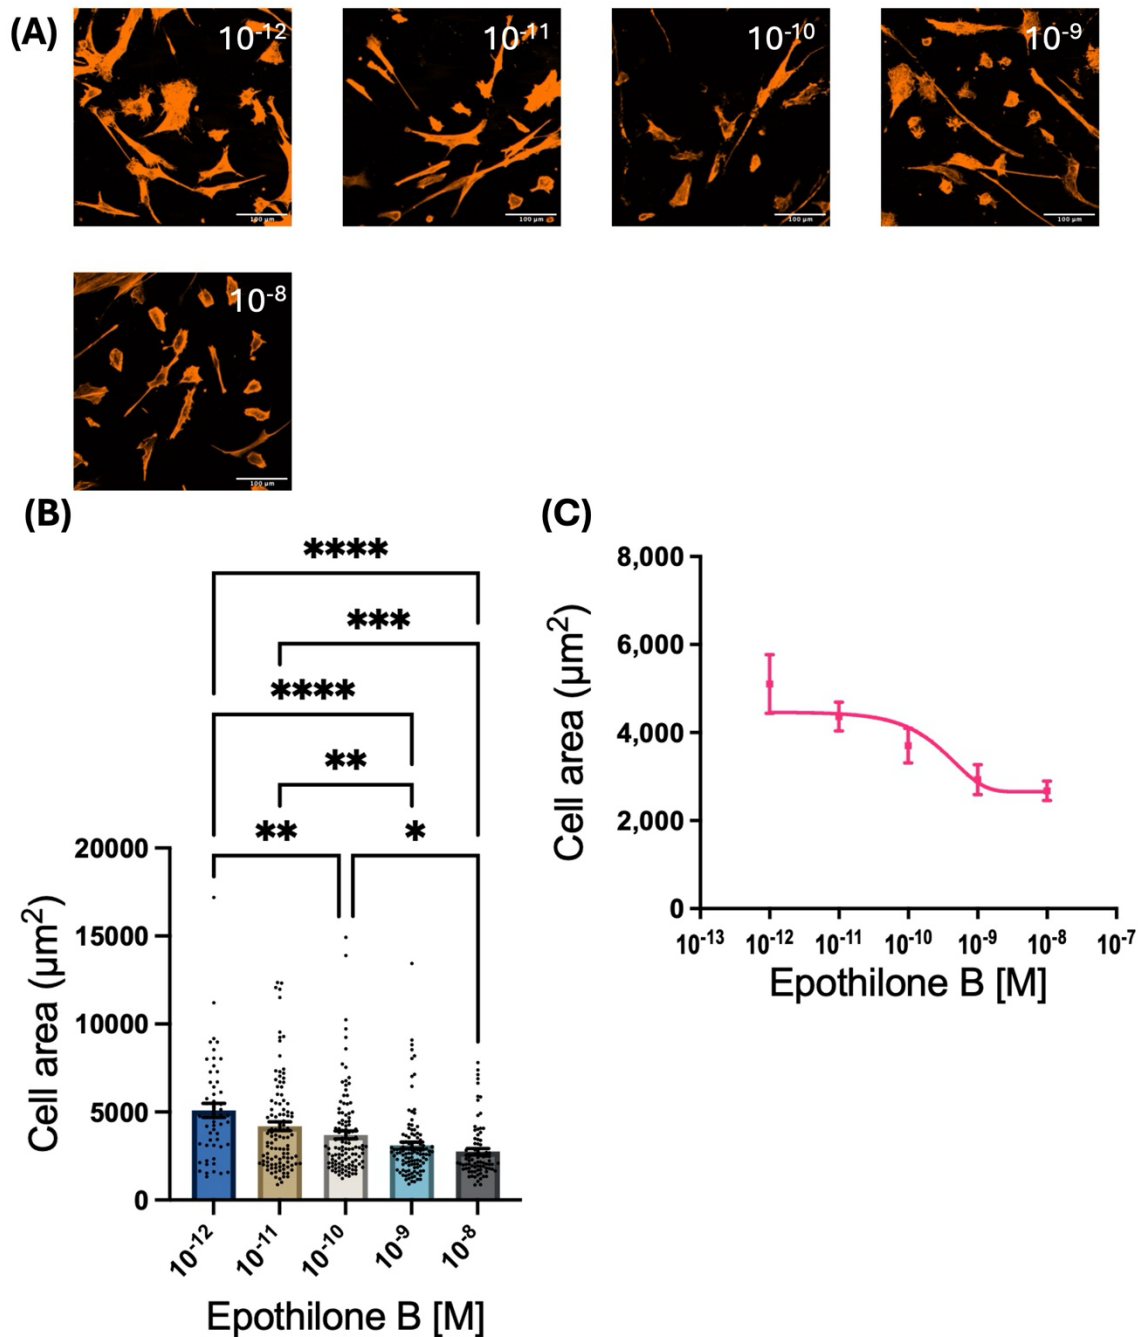 (A)
10⁻¹²
10⁻¹¹
10⁻¹⁰
10⁻⁹
100 µm
100 µm
100 µm
100 µm
10⁻⁸
100 µm
(B)
****
***
****
**
**
*
Cell area (µm²)
20000
15000
10000
5000
0
10⁻¹²
10⁻¹¹
10⁻¹⁰
10⁻⁹
10⁻⁸
Epothilone B [M]
(C)
Cell area (µm²)
8,000
6,000
4,000
2,000
0
10⁻¹³ 10⁻¹² 10⁻¹¹ 10⁻¹⁰ 10⁻⁹ 10⁻⁸ 10⁻⁷
Epothilone B [M]